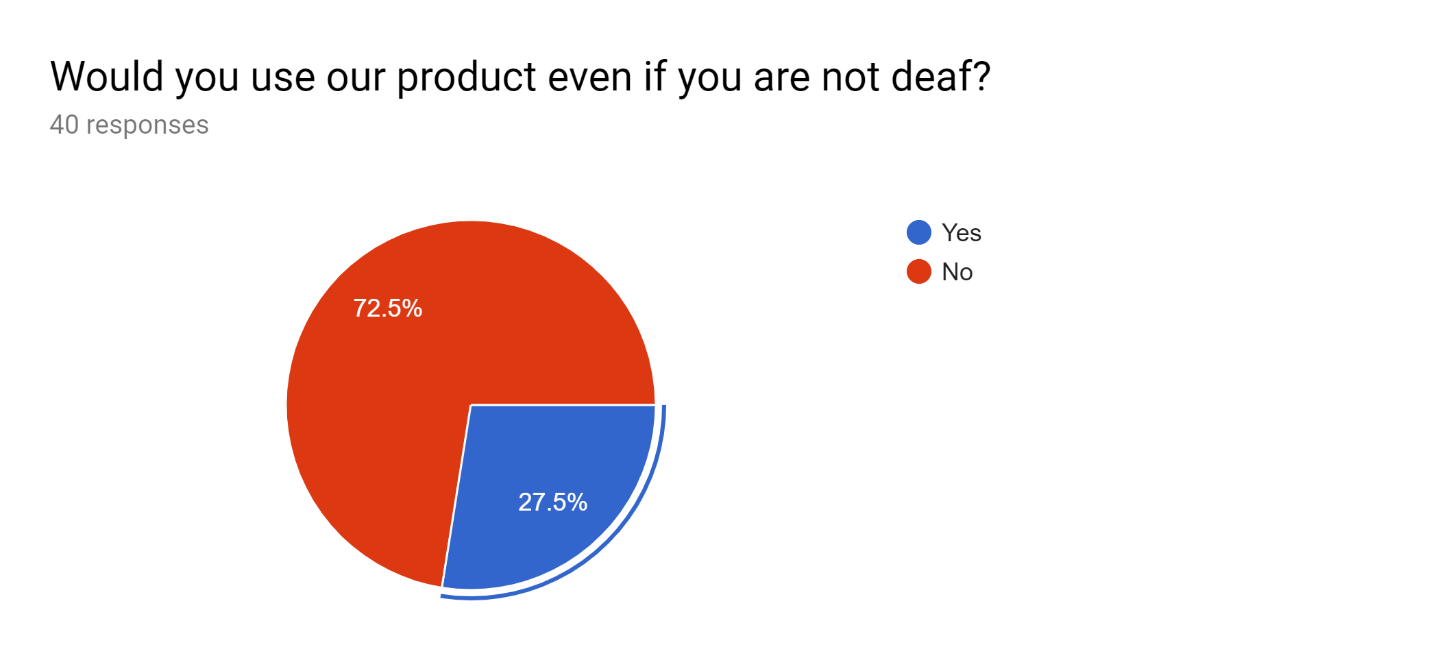 Would you use our product even if you are not deaf?
40 responses
Yes
No
72.5%
27.5%